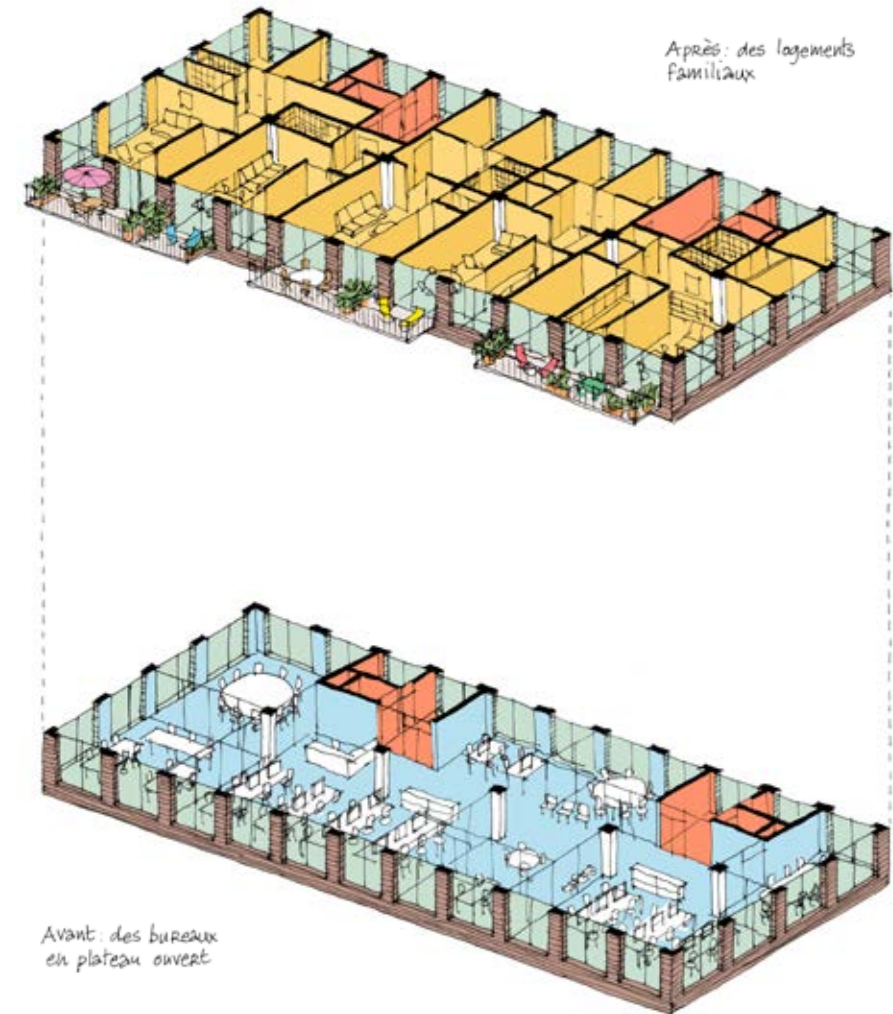 Après: des logements
familiaux
Avant: des bureaux
en plateau ouvert